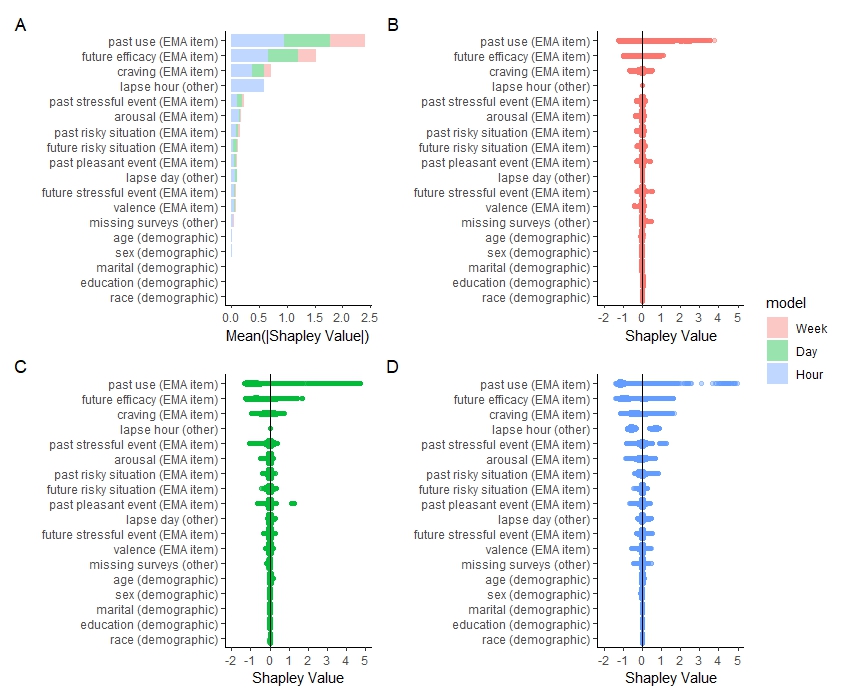 A
past use (EMA item)
future efficacy (EMA item)
craving (EMA item)
lapse hour (other)
past stressful event (EMA item)
arousal (EMA item)
past risky situation (EMA item)
future risky situation (EMA item)
past pleasant event (EMA item)
lapse day (other)
future stressful event (EMA item)
valence (EMA item)
missing surveys (other)
age (demographic)
sex (demographic)
marital (demographic)
education (demographic)
race (demographic)
0.0 0.5 1.0 1.5 2.0 2.5
Mean(|Shapley Value|)
B
past use (EMA item)
future efficacy (EMA item)
craving (EMA item)
lapse hour (other)
past stressful event (EMA item)
arousal (EMA item)
past risky situation (EMA item)
future risky situation (EMA item)
past pleasant event (EMA item)
lapse day (other)
future stressful event (EMA item)
valence (EMA item)
missing surveys (other)
age (demographic)
sex (demographic)
marital (demographic)
education (demographic)
race (demographic)
-2 -1 0 1 2 3 4 5
Shapley Value
model
Week
Day
Hour
C
past use (EMA item)
future efficacy (EMA item)
craving (EMA item)
lapse hour (other)
past stressful event (EMA item)
arousal (EMA item)
past risky situation (EMA item)
future risky situation (EMA item)
past pleasant event (EMA item)
lapse day (other)
future stressful event (EMA item)
valence (EMA item)
missing surveys (other)
age (demographic)
sex (demographic)
marital (demographic)
education (demographic)
race (demographic)
-2 -1 0 1 2 3 4 5
Shapley Value
D
past use (EMA item)
future efficacy (EMA item)
craving (EMA item)
lapse hour (other)
past stressful event (EMA item)
arousal (EMA item)
past risky situation (EMA item)
future risky situation (EMA item)
past pleasant event (EMA item)
lapse day (other)
future stressful event (EMA item)
valence (EMA item)
missing surveys (other)
age (demographic)
sex (demographic)
marital (demographic)
education (demographic)
race (demographic)
-2 -1 0 1 2 3 4 5
Shapley Value